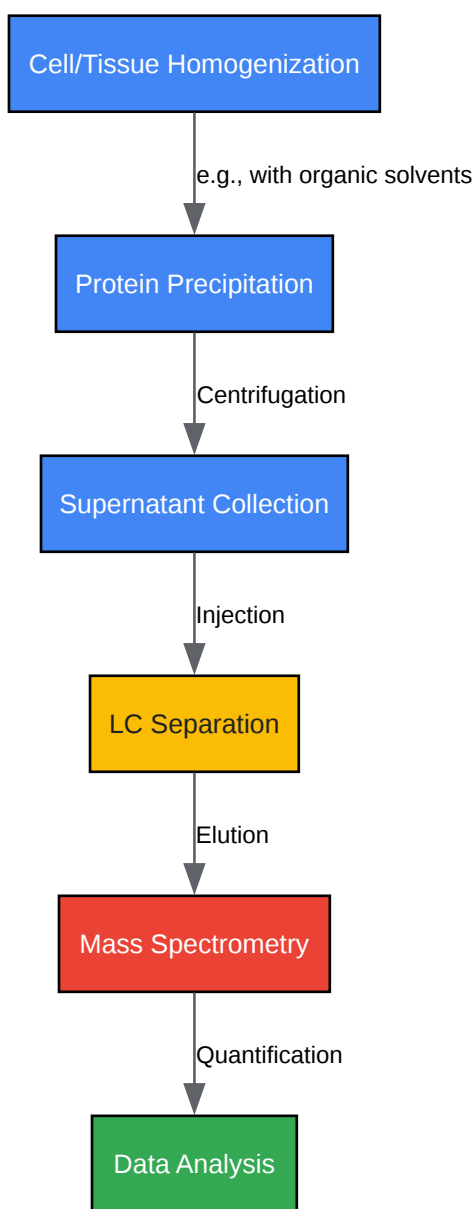 Cell/Tissue Homogenization
e.g., with organic solvents
Protein Precipitation
Centrifugation
Supernatant Collection
Injection
LC Separation
Elution
Mass Spectrometry
Quantification
Data Analysis